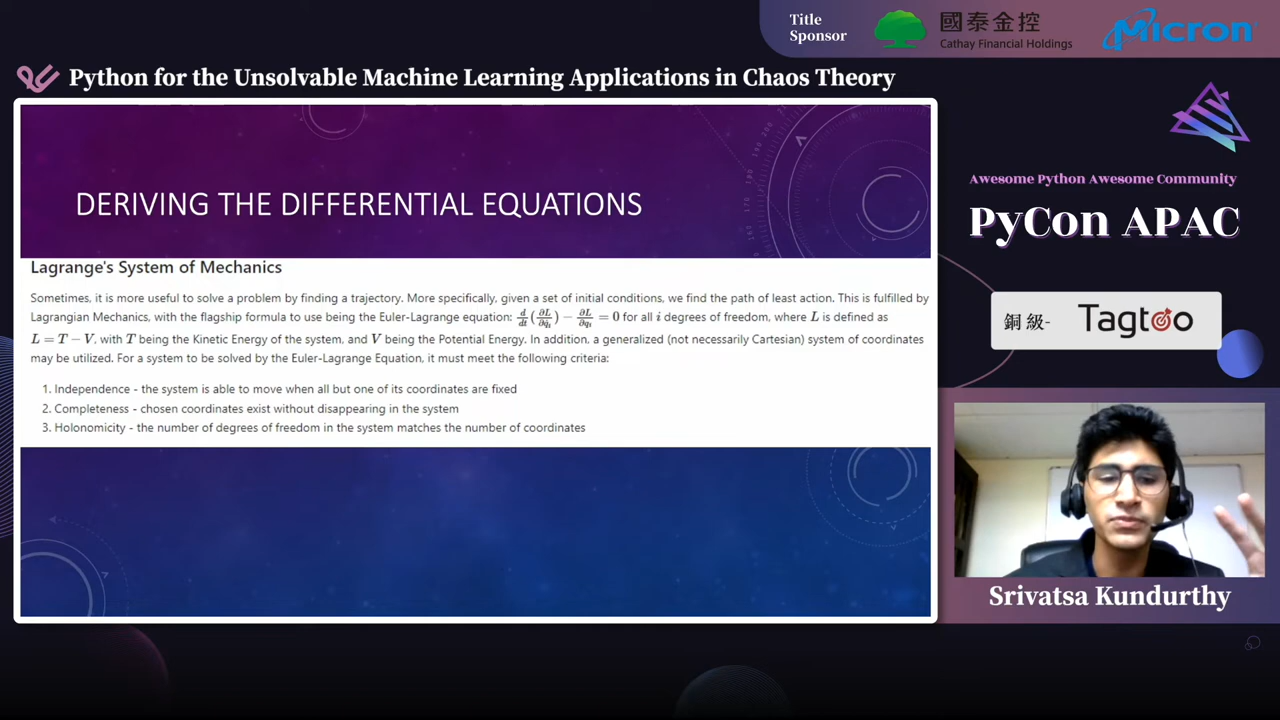 Title
Sponsor
國泰金控
Cathay Financial Holdings
Micron
Python for the Unsolvable Machine Learning Applications in Chaos Theory
DERIVING THE DIFFERENTIAL EQUATIONS
Lagrange's System of Mechanics
Sometimes, it is more useful to solve a problem by finding a trajectory. More specifically, given a set of initial conditions, we find the path of least action. This is fulfilled by
Lagrangian Mechanics, with the flagship formula to use being the Euler-Lagrange equation: d/dt(∂L/∂q̇ᵢ) − ∂L/∂qᵢ = 0 for all i degrees of freedom, where L is defined as
L = T − V, with T being the Kinetic Energy of the system, and V being the Potential Energy. In addition, a generalized (not necessarily Cartesian) system of coordinates
may be utilized. For a system to be solved by the Euler-Lagrange Equation, it must meet the following criteria:
1. Independence - the system is able to move when all but one of its coordinates are fixed
2. Completeness - chosen coordinates exist without disappearing in the system
3. Holonomicity - the number of degrees of freedom in the system matches the number of coordinates
Awesome Python Awesome Community
PyCon APAC
銅級- Tagtoo
Srivatsa Kundurthy